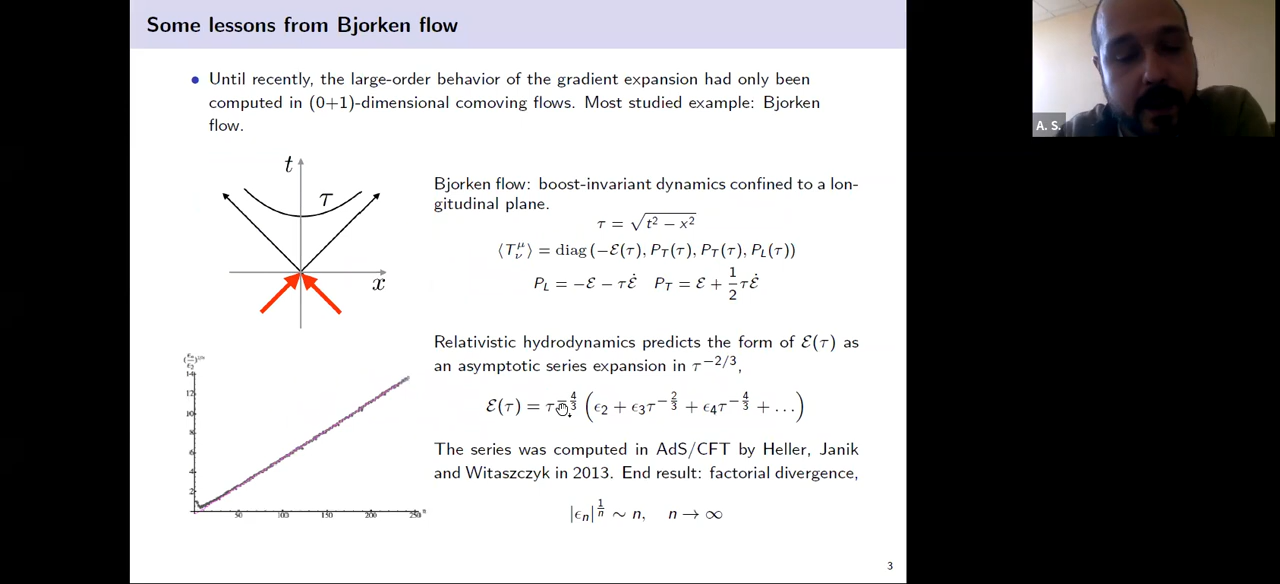 Some lessons from Bjorken flow
Until recently, the large-order behavior of the gradient expansion had only been
computed in (0+1)-dimensional comoving flows. Most studied example: Bjorken
flow.
t
τ
x
Bjorken flow: boost-invariant dynamics confined to a lon-
gitudinal plane.
τ = √(t² − x²)
⟨T^μ_ν⟩ = diag (−ℰ(τ), P_T(τ), P_T(τ), P_L(τ))
P_L = −ℰ − τℰ̇ P_T = ℰ + 1/2 τℰ̇
Relativistic hydrodynamics predicts the form of ℰ(τ) as
an asymptotic series expansion in τ^{−2/3},
ℰ(τ) = τ^{−4/3} (ϵ₂ + ϵ₃τ^{−2/3} + ϵ₄τ^{−4/3} + ...)
The series was computed in AdS/CFT by Heller, Janik
and Witaszczyk in 2013. End result: factorial divergence,
|ϵ_n|^{1/n} ∼ n, n → ∞
14
12
10
8
6
4
2
50 100 150 200 250 n
3
A. S.